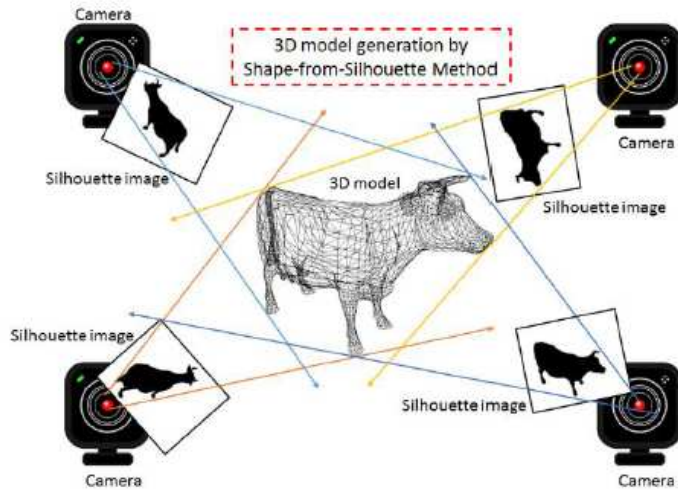 Camera
3D model generation by
Shape-from-Silhouette Method
Camera
Silhouette image
3D model
Silhouette image
Silhouette image
Silhouette image
Camera
Camera